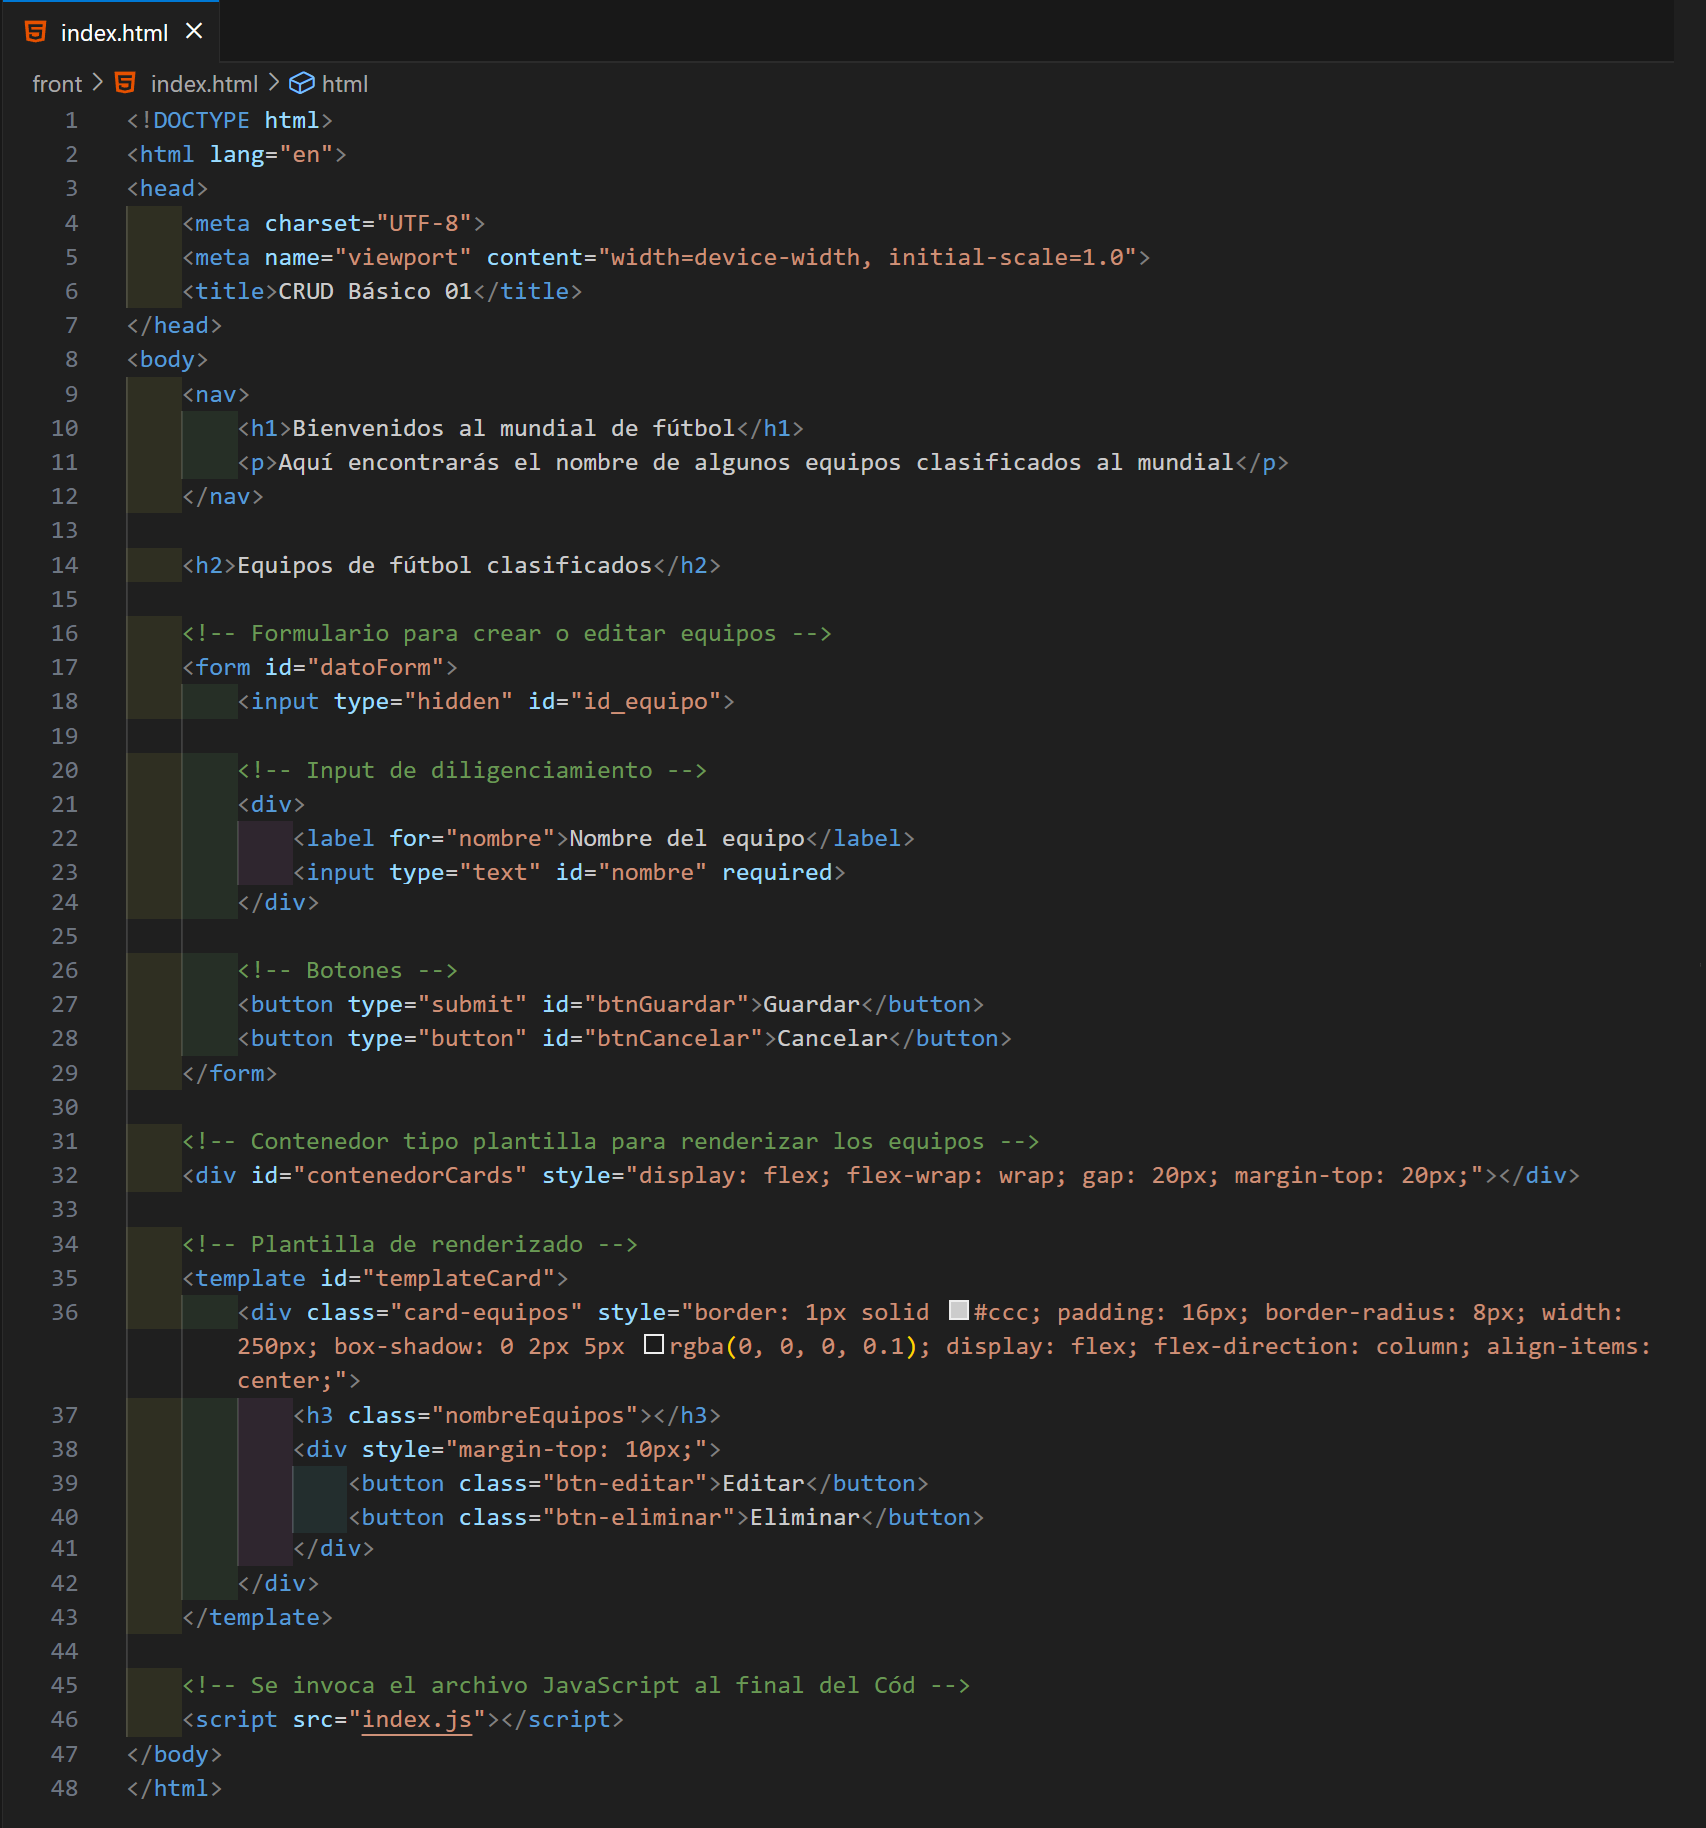 index.html
front > index.html > html
1 <!DOCTYPE html>
2 <html lang="en">
3 <head>
4 <meta charset="UTF-8">
5 <meta name="viewport" content="width=device-width, initial-scale=1.0">
6 <title>CRUD Básico 01</title>
7 </head>
8 <body>
9 <nav>
10 <h1>Bienvenidos al mundial de fútbol</h1>
11 <p>Aquí encontrarás el nombre de algunos equipos clasificados al mundial</p>
12 </nav>
13
14 <h2>Equipos de fútbol clasificados</h2>
15
16 <!-- Formulario para crear o editar equipos -->
17 <form id="datoForm">
18 <input type="hidden" id="id_equipo">
19
20 <!-- Input de diligenciamiento -->
21 <div>
22 <label for="nombre">Nombre del equipo</label>
23 <input type="text" id="nombre" required>
24 </div>
25
26 <!-- Botones -->
27 <button type="submit" id="btnGuardar">Guardar</button>
28 <button type="button" id="btnCancelar">Cancelar</button>
29 </form>
30
31 <!-- Contenedor tipo plantilla para renderizar los equipos -->
32 <div id="contenedorCards" style="display: flex; flex-wrap: wrap; gap: 20px; margin-top: 20px;"></div>
33
34 <!-- Plantilla de renderizado -->
35 <template id="templateCard">
36 <div class="card-equipos" style="border: 1px solid #ccc; padding: 16px; border-radius: 8px; width:
250px; box-shadow: 0 2px 5px rgba(0, 0, 0, 0.1); display: flex; flex-direction: column; align-items:
center;">
37 <h3 class="nombreEquipos"></h3>
38 <div style="margin-top: 10px;">
39 <button class="btn-editar">Editar</button>
40 <button class="btn-eliminar">Eliminar</button>
41 </div>
42 </div>
43 </template>
44
45 <!-- Se invoca el archivo JavaScript al final del Cód -->
46 <script src="index.js"></script>
47 </body>
48 </html>